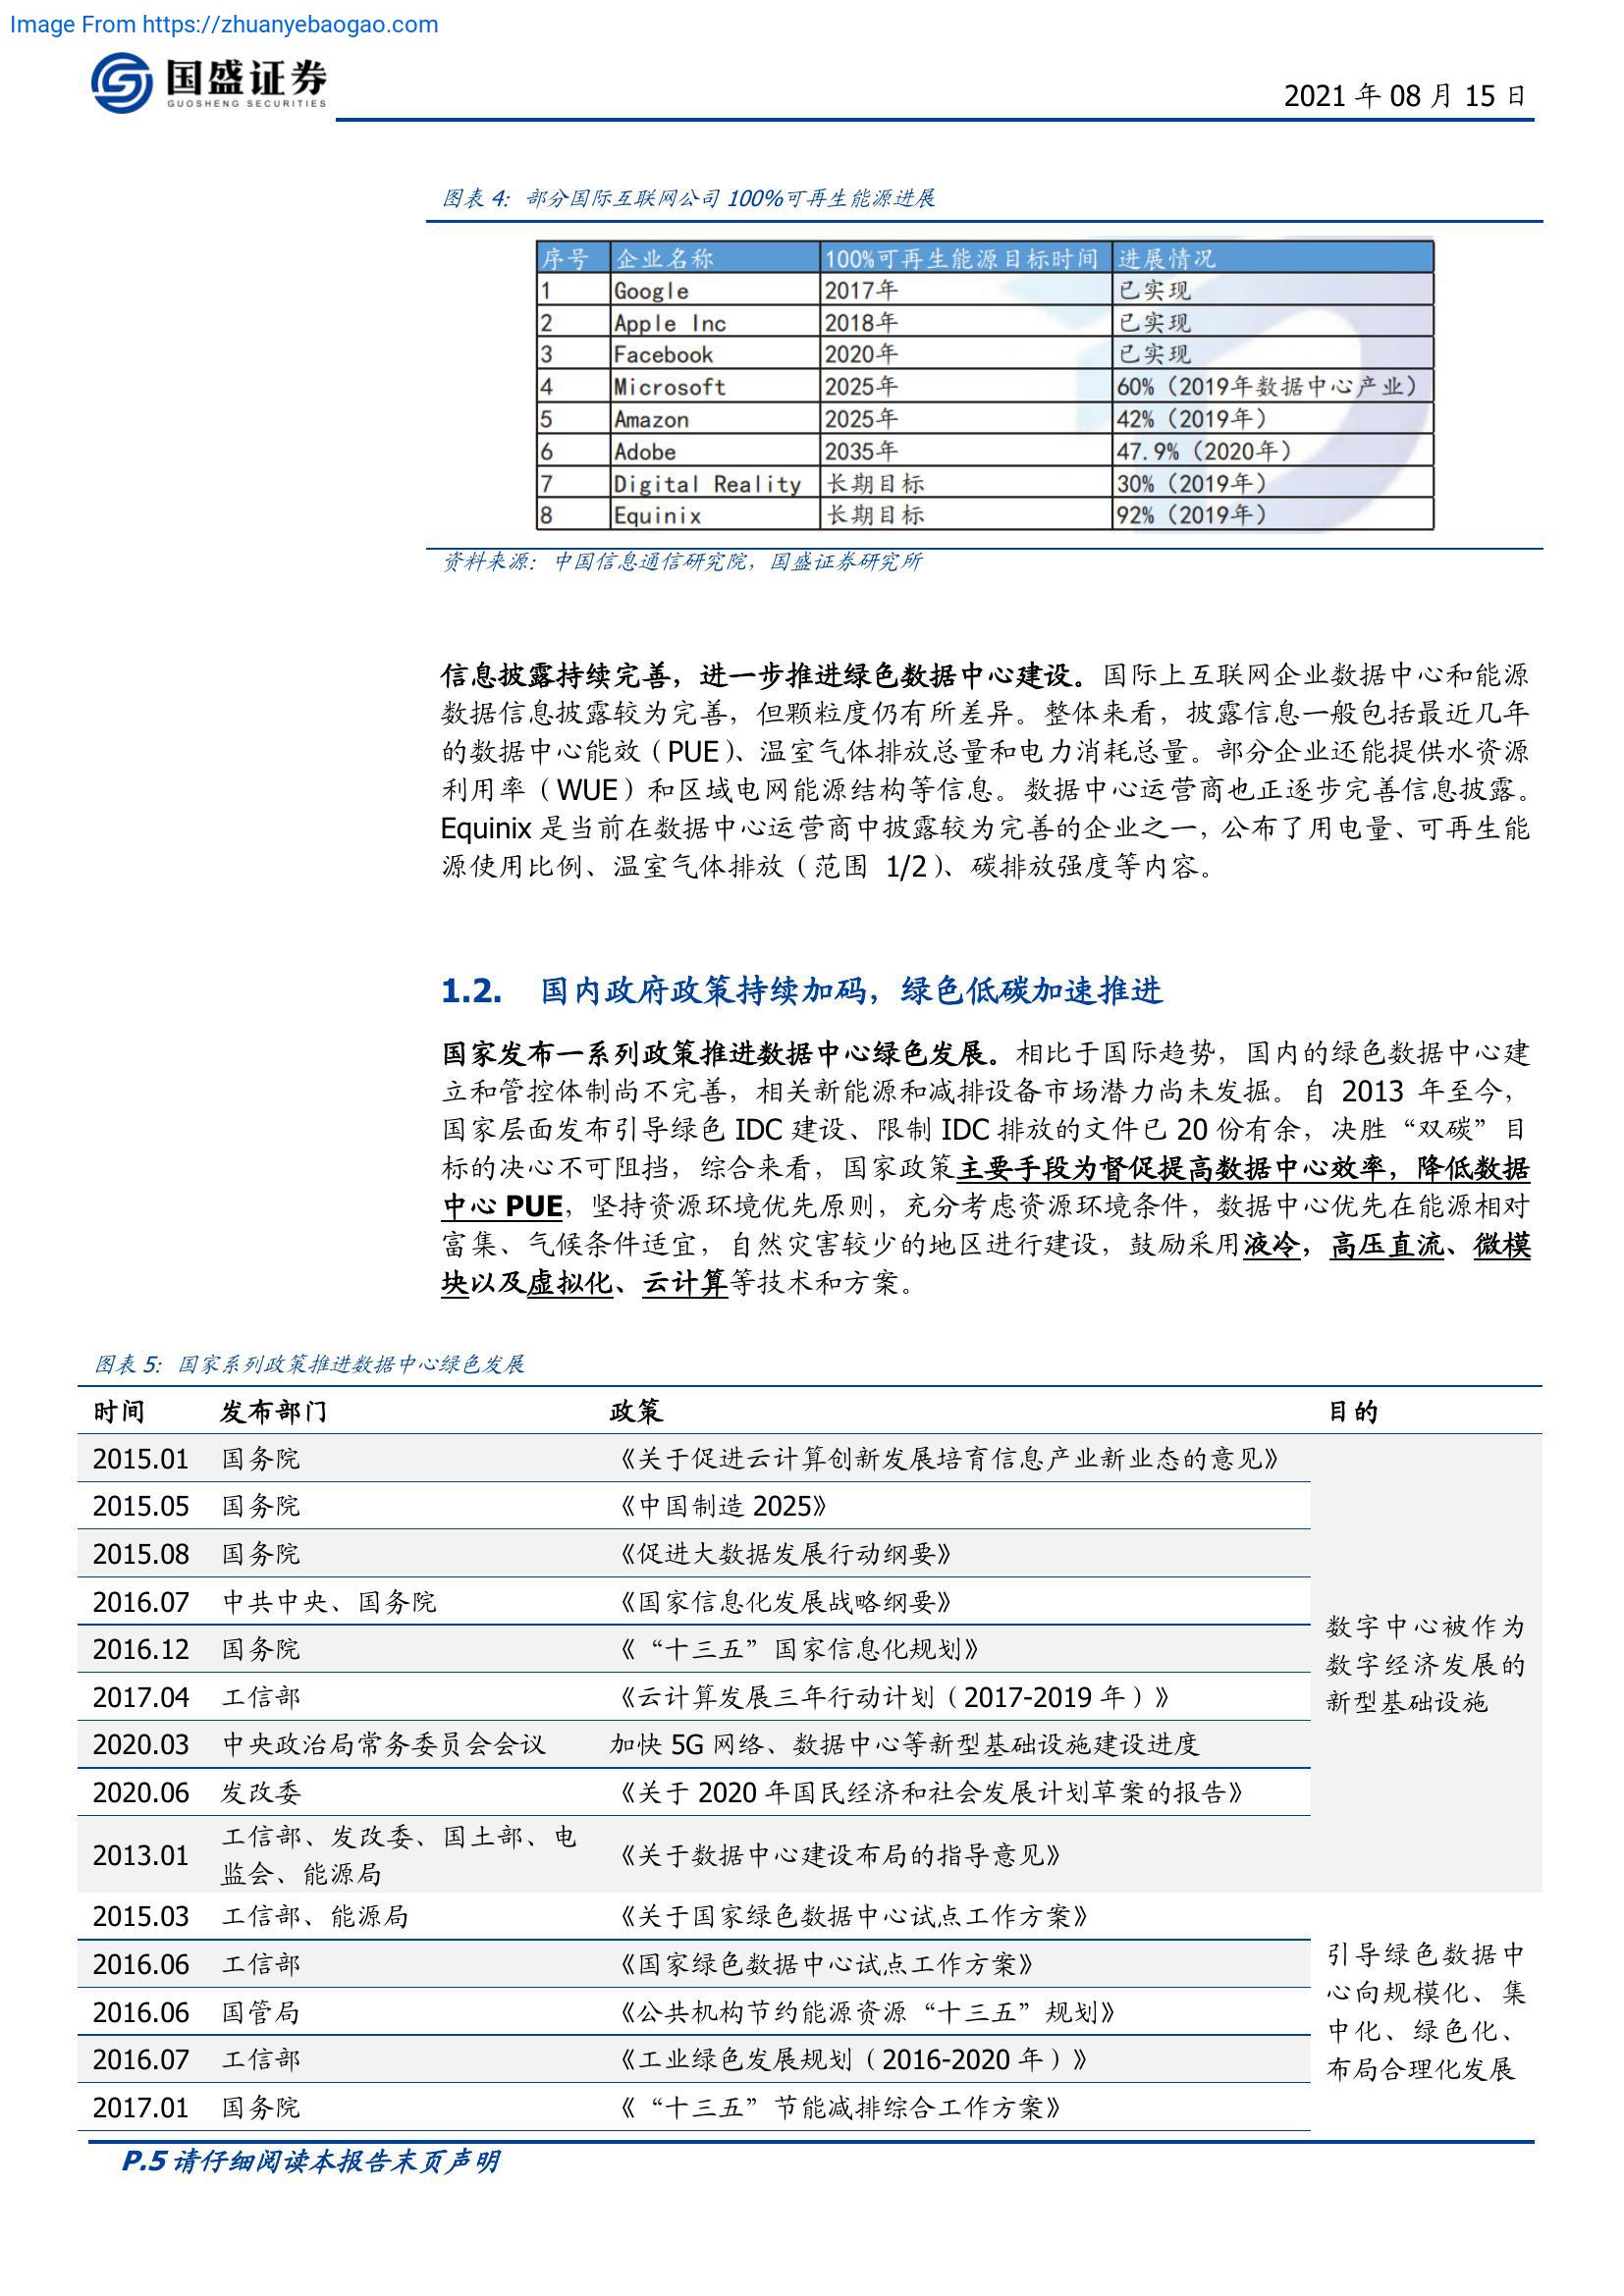 Image From https://zhuanyebaogao.com
国盛证券
GUOSHENG SECURITIES
2021 年 08 月 15 日
图表 4: 部分国际互联网公司 100%可再生能源进展
序号 企业名称 100%可再生能源目标时间 进展情况
1 Google 2017年 已实现
2 Apple Inc 2018年 已实现
3 Facebook 2020年 已实现
4 Microsoft 2025年 60%（2019年数据中心产业）
5 Amazon 2025年 42%（2019年）
6 Adobe 2035年 47.9%（2020年）
7 Digital Reality 长期目标 30%（2019年）
8 Equinix 长期目标 92%（2019年）
资料来源：中国信息通信研究院，国盛证券研究所
信息披露持续完善，进一步推进绿色数据中心建设。国际上互联网企业数据中心和能源
数据信息披露较为完善，但颗粒度仍有所差异。整体来看，披露信息一般包括最近几年
的数据中心能效（PUE）、温室气体排放总量和电力消耗总量。部分企业还能提供水资源
利用率（WUE）和区域电网能源结构等信息。数据中心运营商也正逐步完善信息披露。
Equinix 是当前在数据中心运营商中披露较为完善的企业之一，公布了用电量、可再生能
源使用比例、温室气体排放（范围 1/2）、碳排放强度等内容。
1.2. 国内政府政策持续加码，绿色低碳加速推进
国家发布一系列政策推进数据中心绿色发展。相比于国际趋势，国内的绿色数据中心建
立和管控体制尚不完善，相关新能源和减排设备市场潜力尚未发掘。自 2013 年至今，
国家层面发布引导绿色 IDC 建设、限制 IDC 排放的文件已 20 份有余，决胜“双碳”目
标的决心不可阻挡，综合来看，国家政策主要手段为督促提高数据中心效率，降低数据
中心 PUE，坚持资源环境优先原则，充分考虑资源环境条件，数据中心优先在能源相对
富集、气候条件适宜，自然灾害较少的地区进行建设，鼓励采用液冷，高压直流、微模
块以及虚拟化、云计算等技术和方案。
图表 5: 国家系列政策推进数据中心绿色发展
时间 发布部门 政策 目的
2015.01 国务院 《关于促进云计算创新发展培育信息产业新业态的意见》
2015.05 国务院 《中国制造 2025》
2015.08 国务院 《促进大数据发展行动纲要》
2016.07 中共中央、国务院 《国家信息化发展战略纲要》
2016.12 国务院 《“十三五”国家信息化规划》
2017.04 工信部 《云计算发展三年行动计划（2017-2019 年）》
2020.03 中央政治局常务委员会会议 加快 5G 网络、数据中心等新型基础设施建设进度
2020.06 发改委 《关于 2020 年国民经济和社会发展计划草案的报告》
2013.01 工信部、发改委、国土部、电
监会、能源局 《关于数据中心建设布局的指导意见》
数字中心被作为
数字经济发展的
新型基础设施
2015.03 工信部、能源局 《关于国家绿色数据中心试点工作方案》
2016.06 工信部 《国家绿色数据中心试点工作方案》
2016.06 国管局 《公共机构节约能源资源“十三五”规划》
2016.07 工信部 《工业绿色发展规划（2016-2020 年）》
2017.01 国务院 《“十三五”节能减排综合工作方案》
引导绿色数据中
心向规模化、集
中化、绿色化、
布局合理化发展
P.5 请仔细阅读本报告末页声明